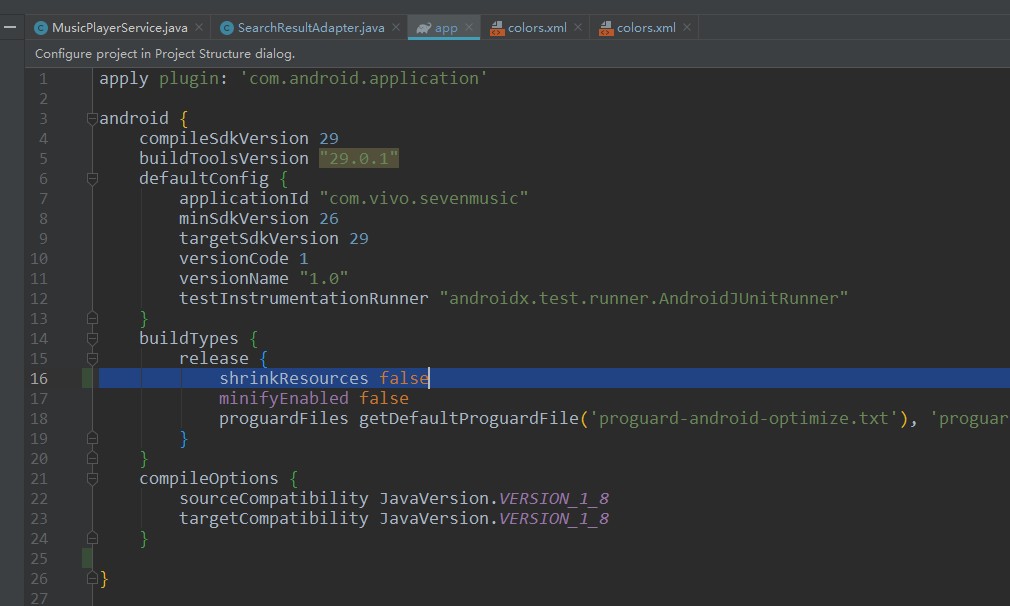 MusicPlayerService.java SearchResultAdapter.java app colors.xml colors.xml
Configure project in Project Structure dialog.
1 apply plugin: 'com.android.application'
2
3 android {
4 compileSdkVersion 29
5 buildToolsVersion "29.0.1"
6 defaultConfig {
7 applicationId "com.vivo.sevenmusic"
8 minSdkVersion 26
9 targetSdkVersion 29
10 versionCode 1
11 versionName "1.0"
12 testInstrumentationRunner "androidx.test.runner.AndroidJUnitRunner"
13 }
14 buildTypes {
15 release {
16 shrinkResources false
17 minifyEnabled false
18 proguardFiles getDefaultProguardFile('proguard-android-optimize.txt'), 'proguar
19 }
20 }
21 compileOptions {
22 sourceCompatibility JavaVersion.VERSION_1_8
23 targetCompatibility JavaVersion.VERSION_1_8
24 }
25
26 }
27